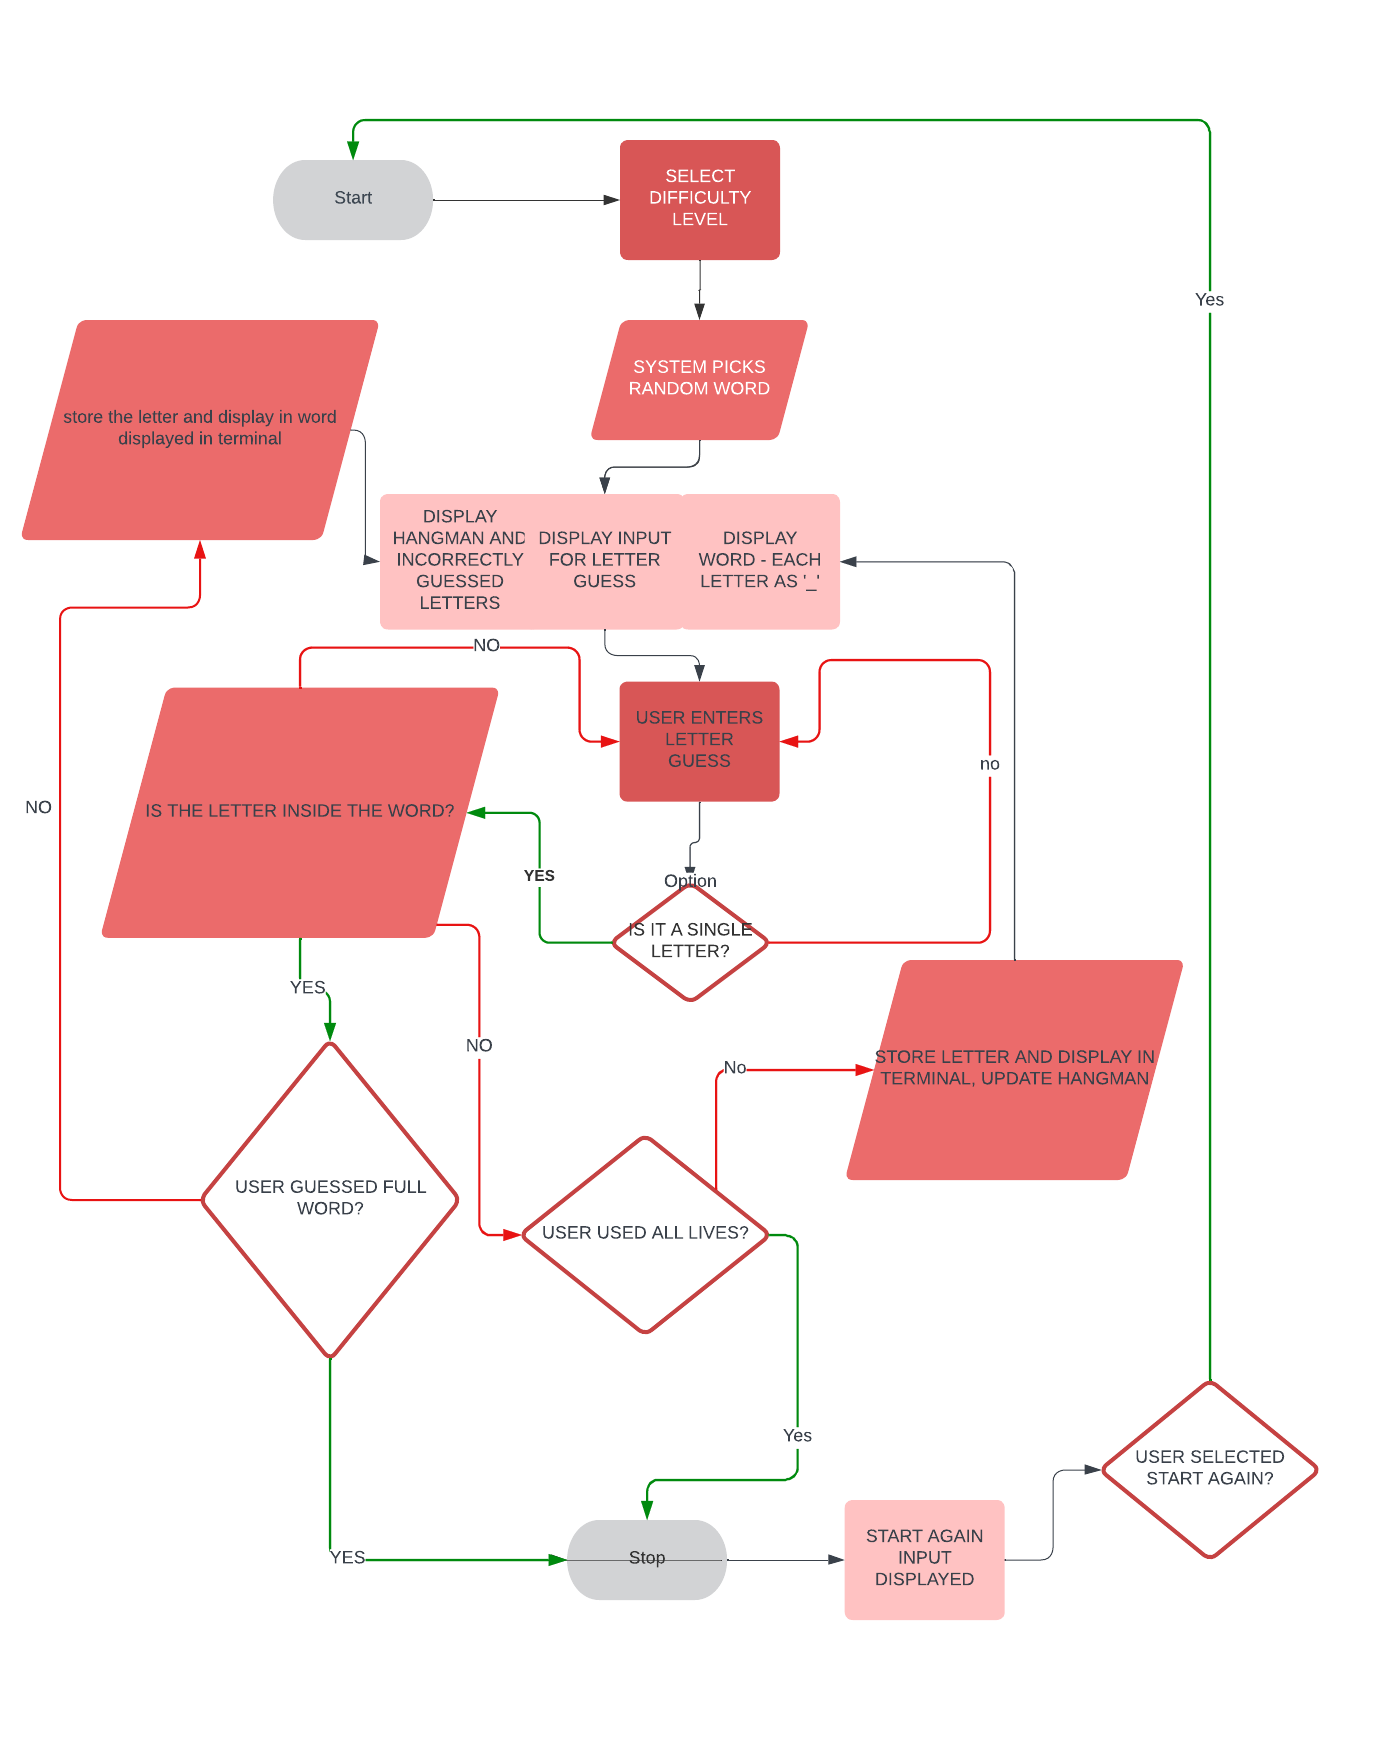 Start
SELECT
DIFFICULTY
LEVEL
Yes
SYSTEM PICKS
RANDOM WORD
store the letter and display in word
displayed in terminal
DISPLAY
HANGMAN AND
INCORRECTLY
GUESSED
LETTERS
DISPLAY INPUT
FOR LETTER
GUESS
DISPLAY
WORD - EACH
LETTER AS '_'
NO
USER ENTERS
LETTER
GUESS
no
NO
IS THE LETTER INSIDE THE WORD?
YES
Option
IS IT A SINGLE
LETTER?
YES
NO
No
STORE LETTER AND DISPLAY IN
TERMINAL, UPDATE HANGMAN
USER GUESSED FULL
WORD?
USER USED ALL LIVES?
Yes
USER SELECTED
START AGAIN?
YES
Stop
START AGAIN
INPUT
DISPLAYED